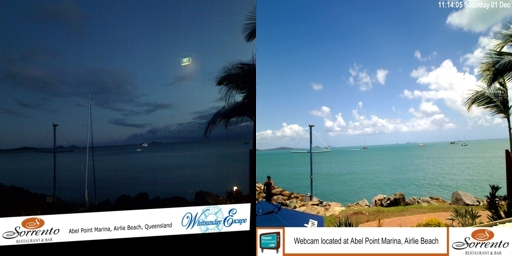 Sorrento
RESTAURANT & BAR
Abel Point Marina, Airlie Beach, Queensland
Whitsunday Escape
11:14:05 Saturday 01 Dec
Webcam located at Abel Point Marina, Airlie Beach
Sorrento
RESTAURANT & BAR